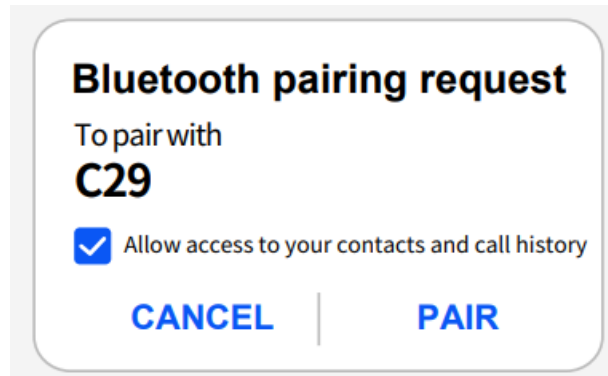 Bluetooth pairing request
To pair with
C29
Allow access to your contacts and call history
CANCEL PAIR